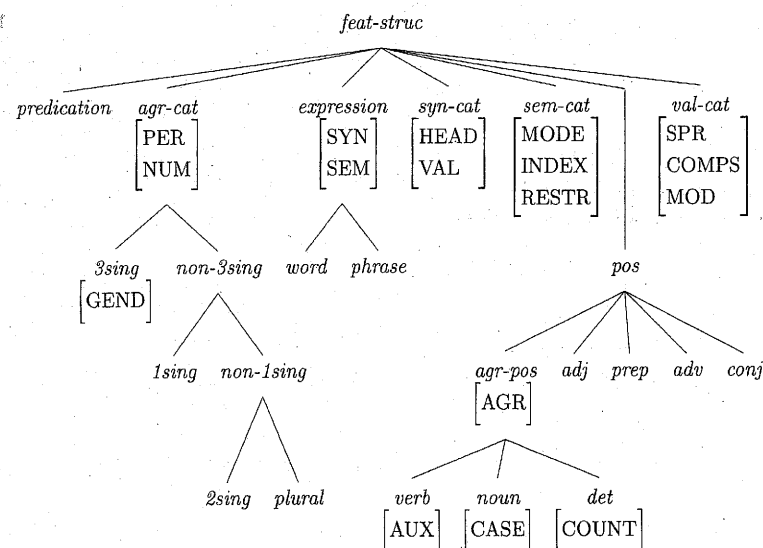 feat-struc
predication agr-cat expression syn-cat sem-cat val-cat
[PER NUM] [SYN SEM] [HEAD VAL] [MODE INDEX RESTR] [SPR COMPS MOD]
3sing non-3sing word phrase pos
[GEND]
1sing non-1sing agr-pos adj prep adv conj
[AGR]
2sing plural verb noun det
[AUX] [CASE] [COUNT]